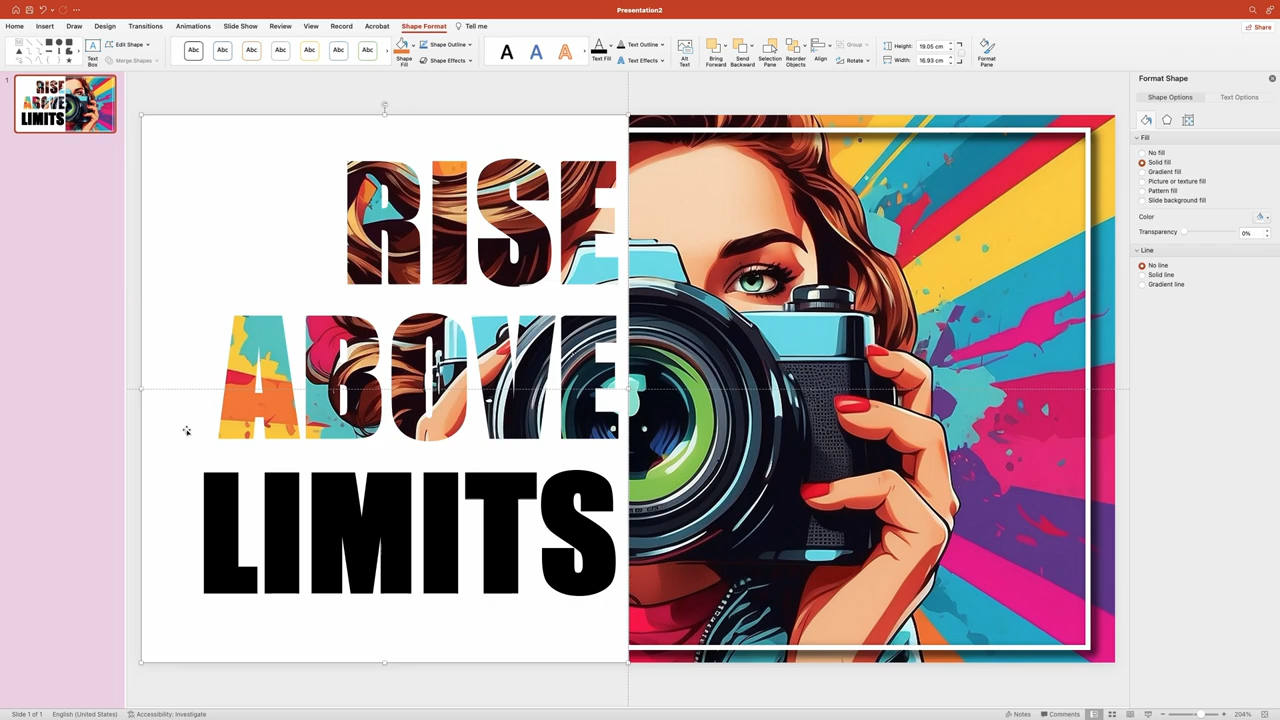 Presentation2
Home Insert Draw Design Transitions Animations Slide Show Review View Record Acrobat Shape Format Tell me
Share
Text Box
Edit Shape
Merge Shapes
Abc Abc Abc Abc Abc Abc Abc
Shape Fill
Shape Outline
Shape Effects
A A A
Text Fill
Text Outline
Text Effects
Alt Text
Bring Forward
Send Backward
Selection Pane
Reorder Objects
Align
Group
Rotate
Height: 19.05 cm
Width: 16.93 cm
Format Pane
1
RISE
ABOVE
LIMITS
RISE
ABOVE
LIMITS
Format Shape
Shape Options Text Options
Fill
No fill
Solid fill
Gradient fill
Picture or texture fill
Pattern fill
Slide background fill
Color
Transparency 0%
Line
No line
Solid line
Gradient line
Slide 1 of 1 English (United States) Accessibility: Investigate Notes Comments 204%